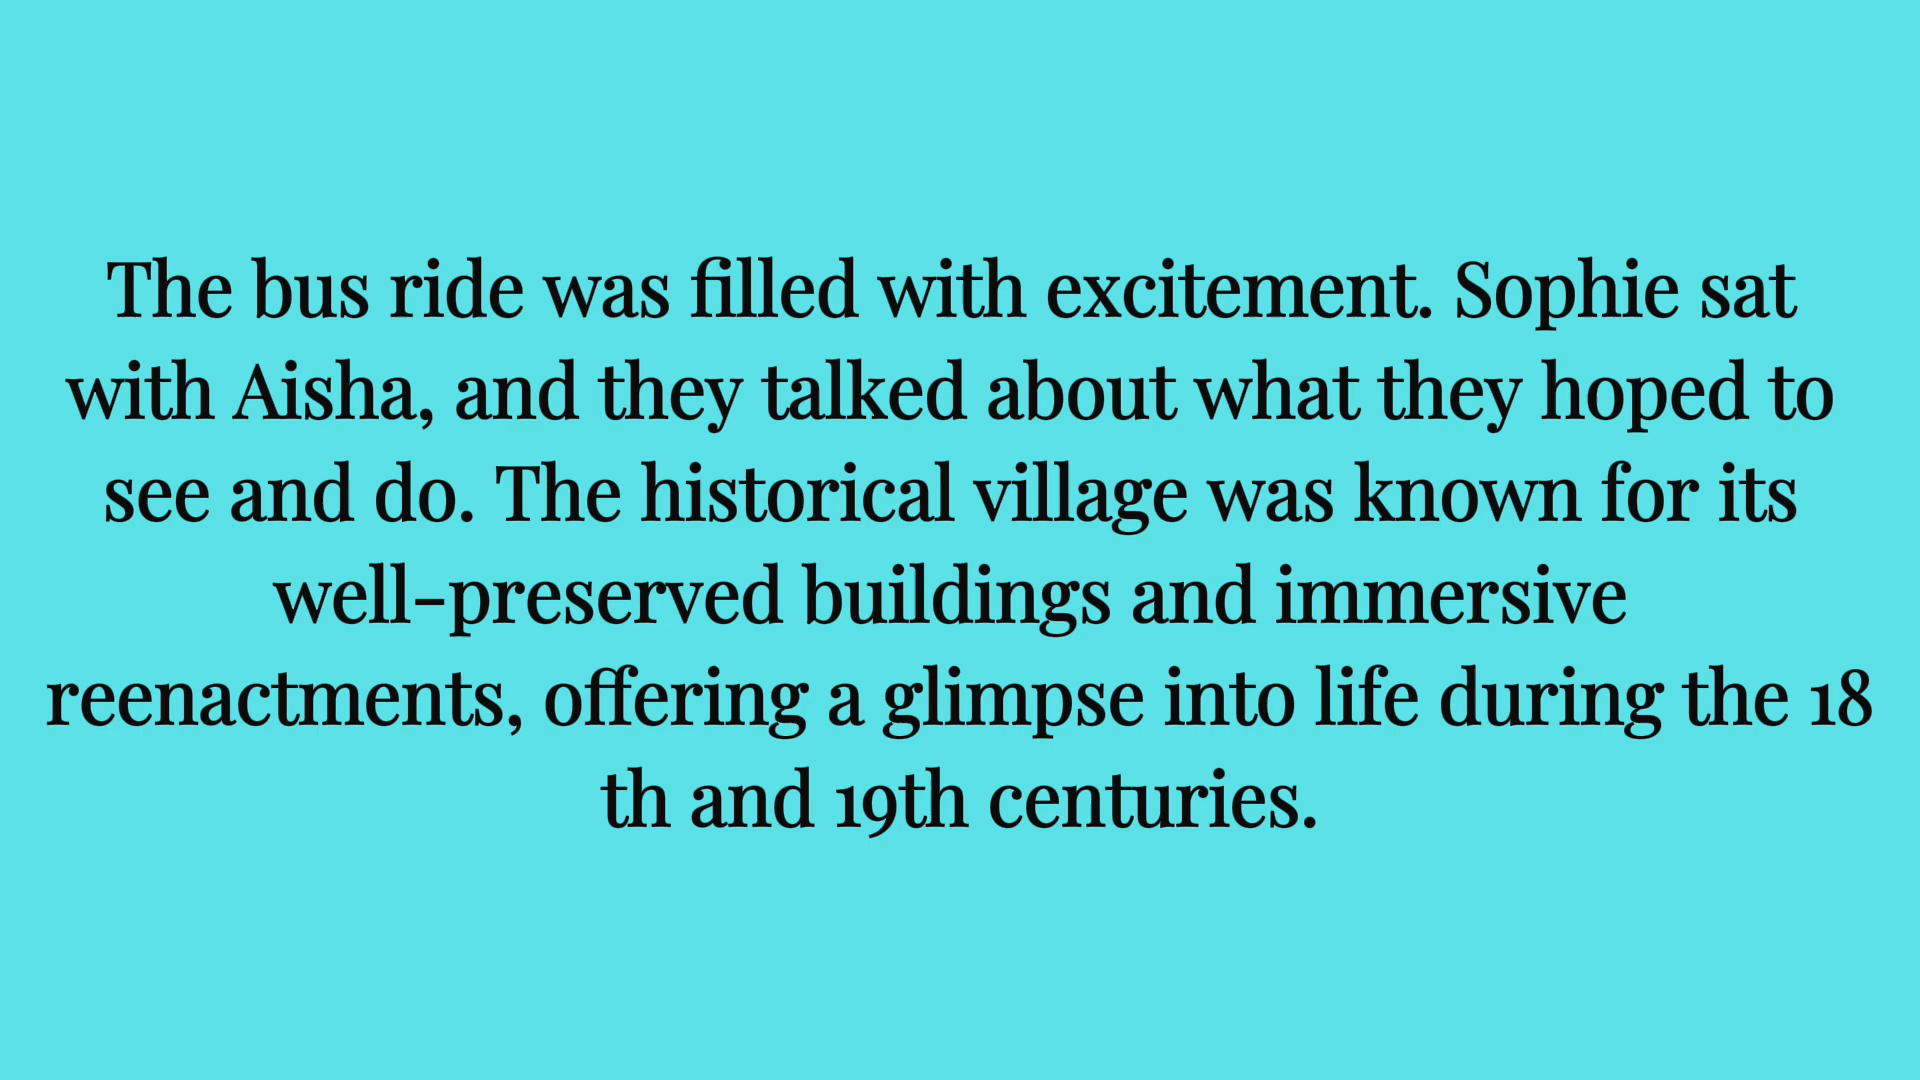 The bus ride was filled with excitement. Sophie sat
with Aisha, and they talked about what they hoped to
see and do. The historical village was known for its
well-preserved buildings and immersive
reenactments, offering a glimpse into life during the 18
th and 19th centuries.